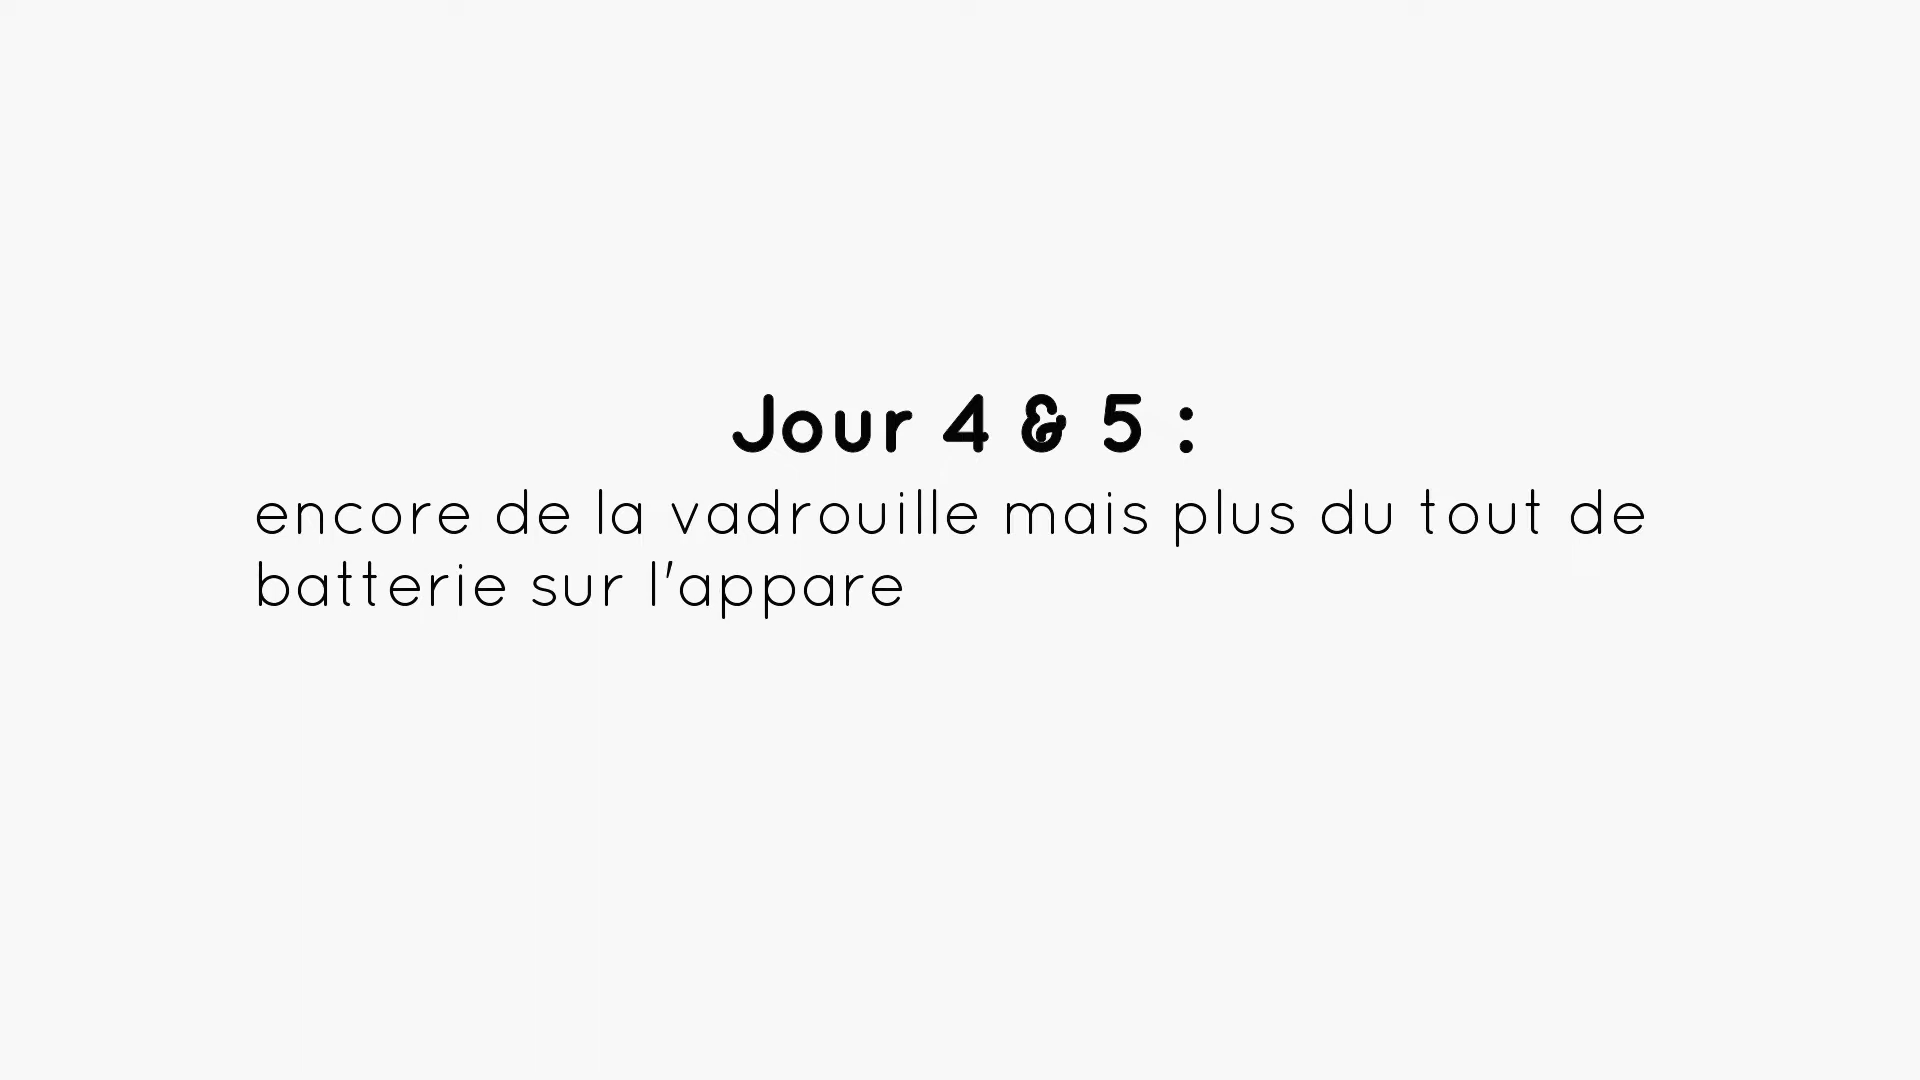 Jour 4 & 5 :
encore de la vadrouille mais plus du tout de
batterie sur l'appare